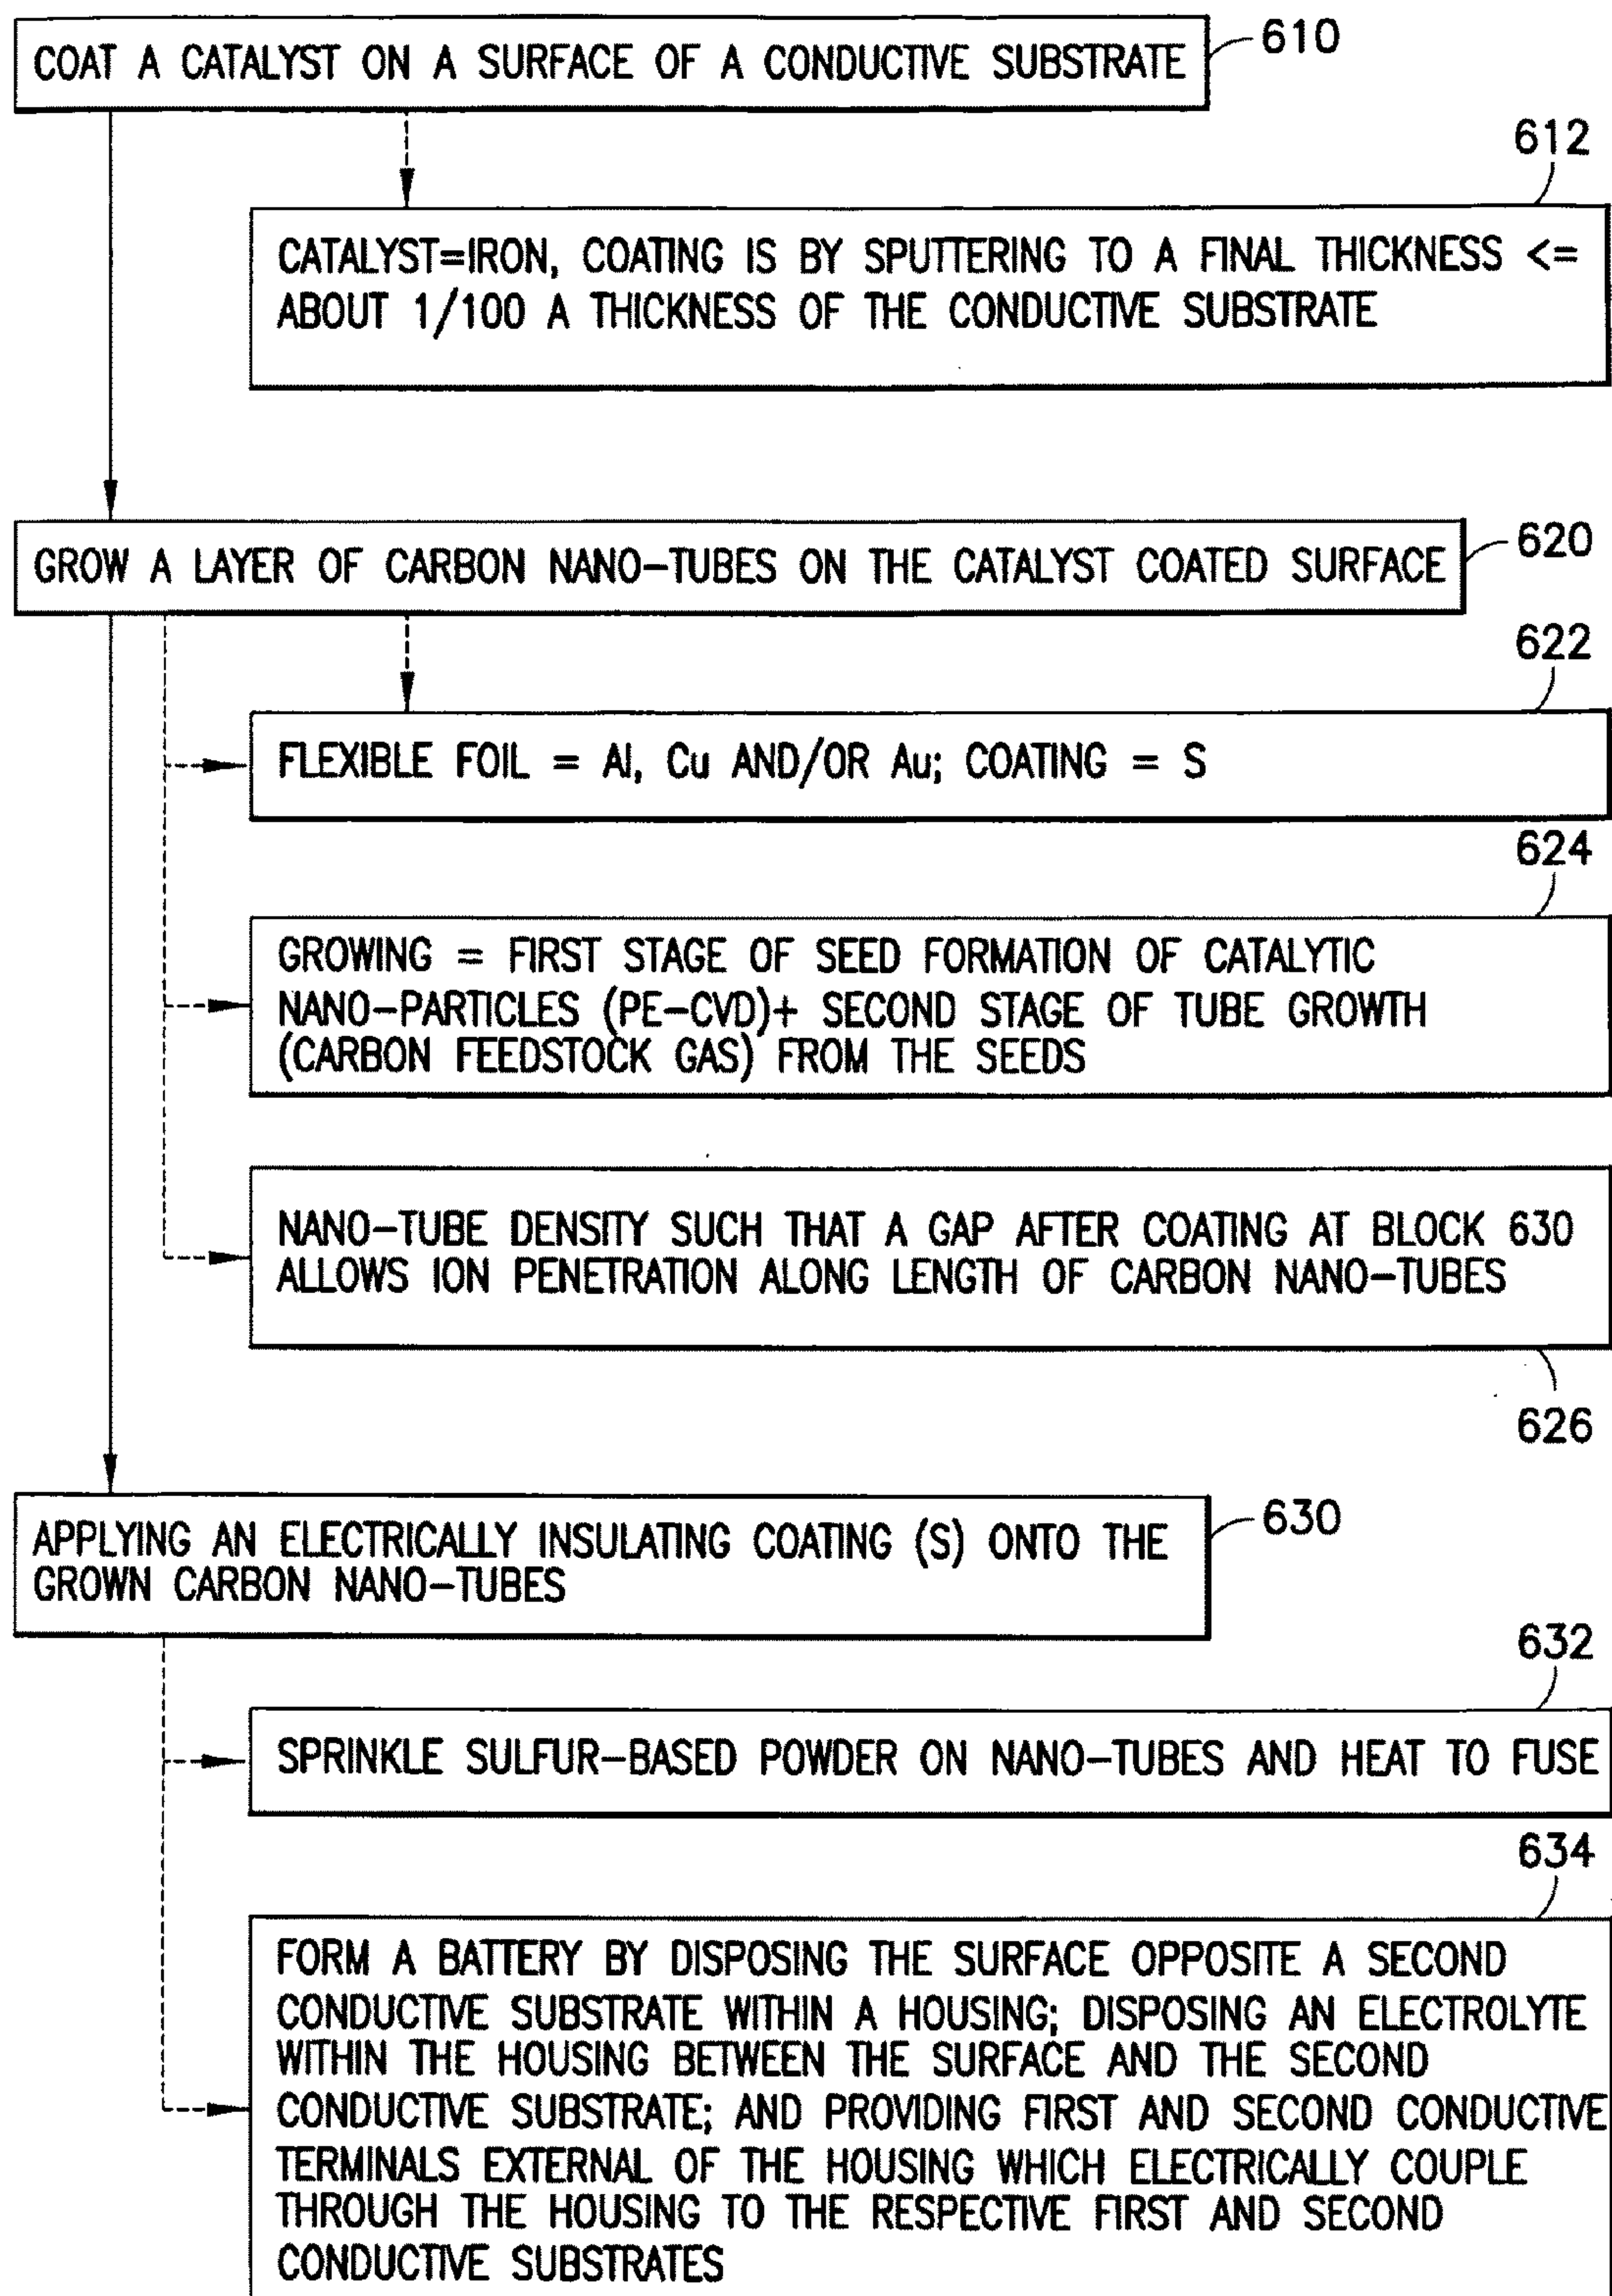 COAT A CATALYST ON A SURFACE OF A CONDUCTIVE SUBSTRATE
610
612
CATALYST=IRON, COATING IS BY SPUTTERING TO A FINAL THICKNESS <=
ABOUT 1/100 A THICKNESS OF THE CONDUCTIVE SUBSTRATE
GROW A LAYER OF CARBON NANO-TUBES ON THE CATALYST COATED SURFACE
620
622
FLEXIBLE FOIL = Al, Cu AND/OR Au; COATING = S
624
GROWING = FIRST STAGE OF SEED FORMATION OF CATALYTIC
NANO-PARTICLES (PE-CVD)+ SECOND STAGE OF TUBE GROWTH
(CARBON FEEDSTOCK GAS) FROM THE SEEDS
NANO-TUBE DENSITY SUCH THAT A GAP AFTER COATING AT BLOCK 630
ALLOWS ION PENETRATION ALONG LENGTH OF CARBON NANO-TUBES
626
APPLYING AN ELECTRICALLY INSULATING COATING (S) ONTO THE
GROWN CARBON NANO-TUBES
630
632
SPRINKLE SULFUR-BASED POWDER ON NANO-TUBES AND HEAT TO FUSE
634
FORM A BATTERY BY DISPOSING THE SURFACE OPPOSITE A SECOND
CONDUCTIVE SUBSTRATE WITHIN A HOUSING; DISPOSING AN ELECTROLYTE
WITHIN THE HOUSING BETWEEN THE SURFACE AND THE SECOND
CONDUCTIVE SUBSTRATE; AND PROVIDING FIRST AND SECOND CONDUCTIVE
TERMINALS EXTERNAL OF THE HOUSING WHICH ELECTRICALLY COUPLE
THROUGH THE HOUSING TO THE RESPECTIVE FIRST AND SECOND
CONDUCTIVE SUBSTRATES